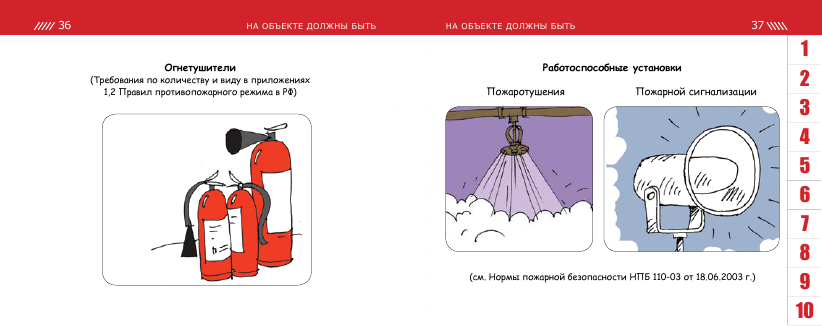 36
НА ОБЪЕКТЕ ДОЛЖНЫ БЫТЬ
Огнетушители
(Требования по количеству и виду в приложениях
1,2 Правил противопожарного режима в РФ)
НА ОБЪЕКТЕ ДОЛЖНЫ БЫТЬ
37
Работоспособные установки
Пожаротушения
Пожарной сигнализации
(см. Нормы пожарной безопасности НПБ 110-03 от 18.06.2003 г.)
1
2
3
4
5
6
7
8
9
10